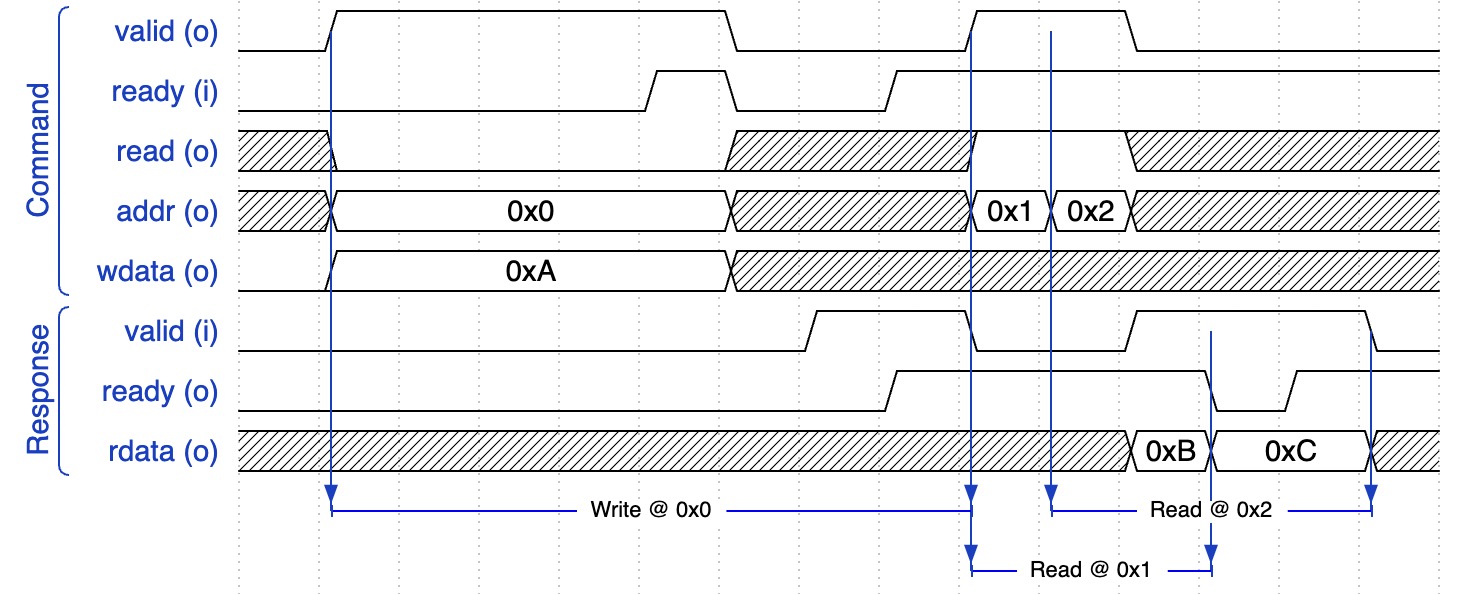 Command
valid (o)
ready (i)
read (o)
addr (o) 0x0 0x1 0x2
wdata (o) 0xA
Response
valid (i)
ready (o)
rdata (o) 0xB 0xC
Write @ 0x0 Read @ 0x2
Read @ 0x1